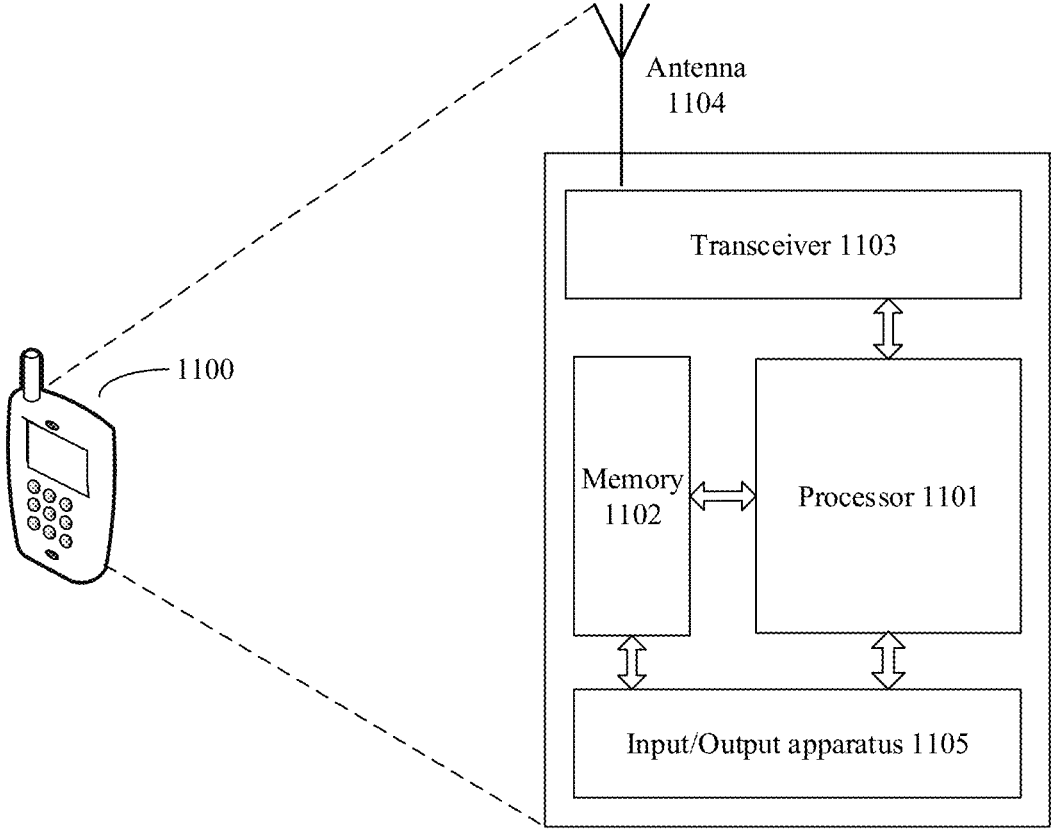 Antenna
1104
Transceiver 1103
1100
Memory
1102
Processor 1101
Input/Output apparatus 1105